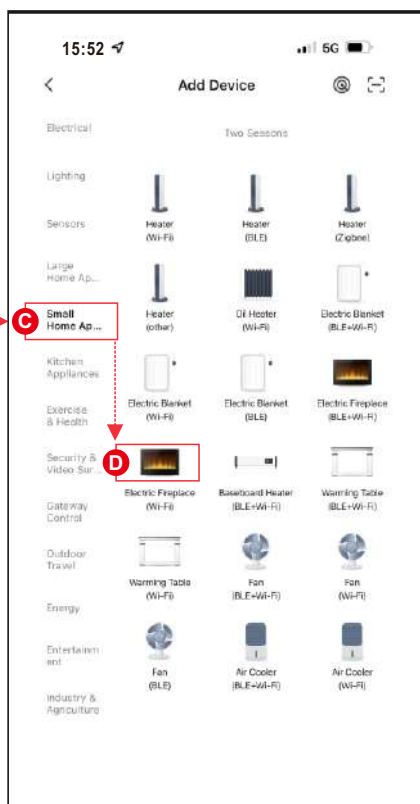 15:52
5G
Add Device
Electrical
Lighting
Sensors
Large
Home Ap...
C
Small
Home Ap...
Kitchen
Appliances
Exercise
& Health
Security &
Video Sur...
Gateway
Control
Outdoor
Travel
Energy
Entertainm
ent
Industry &
Agriculture
Two Seasons
Heater
(Wi-Fi)
Heater
(BLE)
Heater
(Zigbee)
Heater
(other)
Oil Heater
(Wi-Fi)
Electric Blanket
(BLE+Wi-Fi)
Electric Blanket
(Wi-Fi)
Electric Blanket
(BLE)
Electric Fireplace
(BLE+Wi-Fi)
D
Electric Fireplace
(Wi-Fi)
Baseboard Heater
(BLE+Wi-Fi)
Warming Table
(BLE+Wi-Fi)
Warming Table
(Wi-Fi)
Fan
(BLE+Wi-Fi)
Fan
(Wi-Fi)
Fan
(BLE)
Air Cooler
(BLE+Wi-Fi)
Air Cooler
(Wi-Fi)